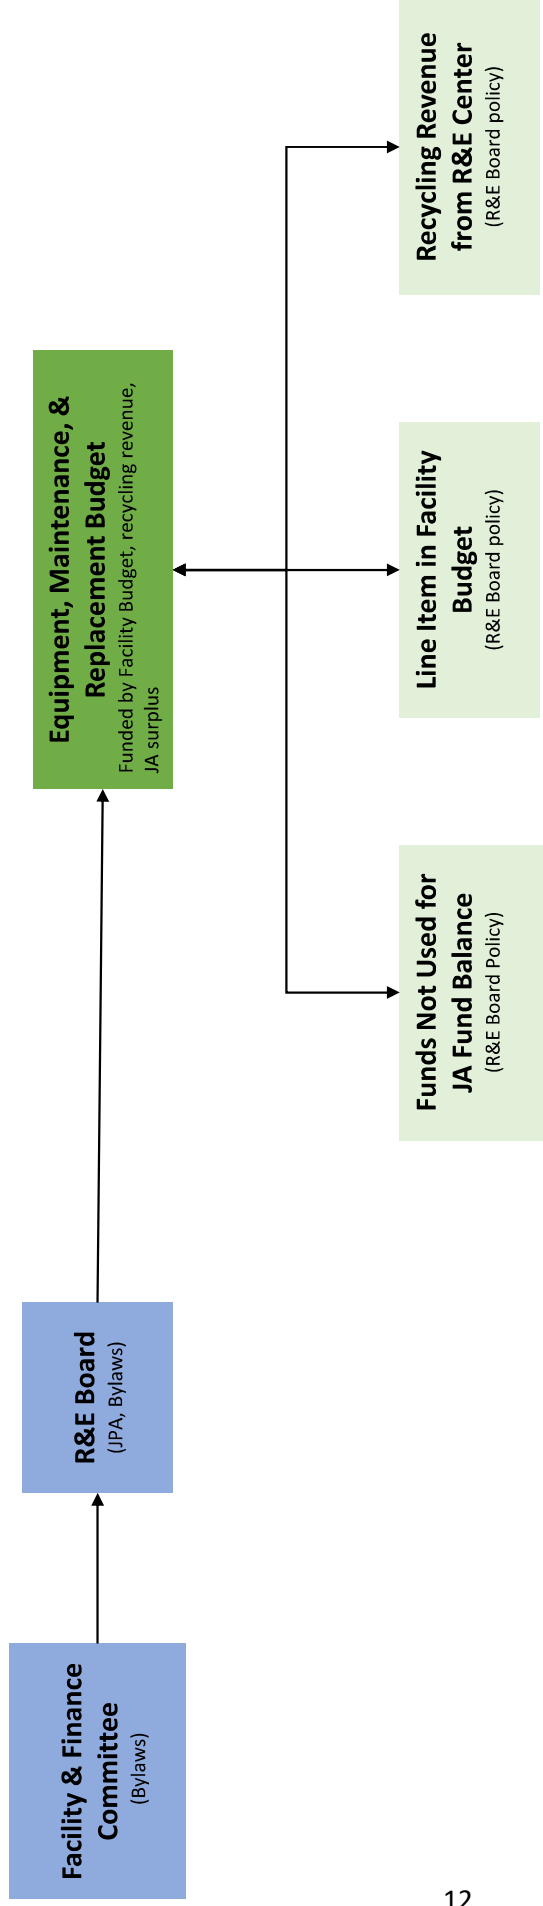 Facility & Finance
Committee
(Bylaws)
R&E Board
(JPA, Bylaws)
Equipment, Maintenance, &
Replacement Budget
Funded by Facility Budget, recycling revenue,
JA surplus
Funds Not Used for
JA Fund Balance
(R&E Board Policy)
Line Item in Facility
Budget
(R&E Board policy)
Recycling Revenue
from R&E Center
(R&E Board policy)
12